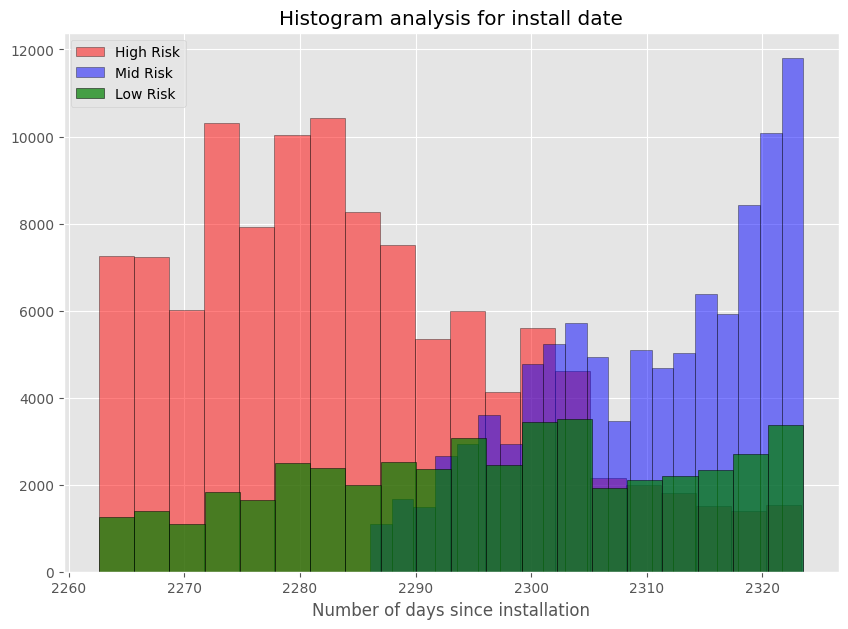 Histogram analysis for install date
High Risk
Mid Risk
Low Risk
12000
10000
8000
6000
4000
2000
0
2260 2270 2280 2290 2300 2310 2320
Number of days since installation